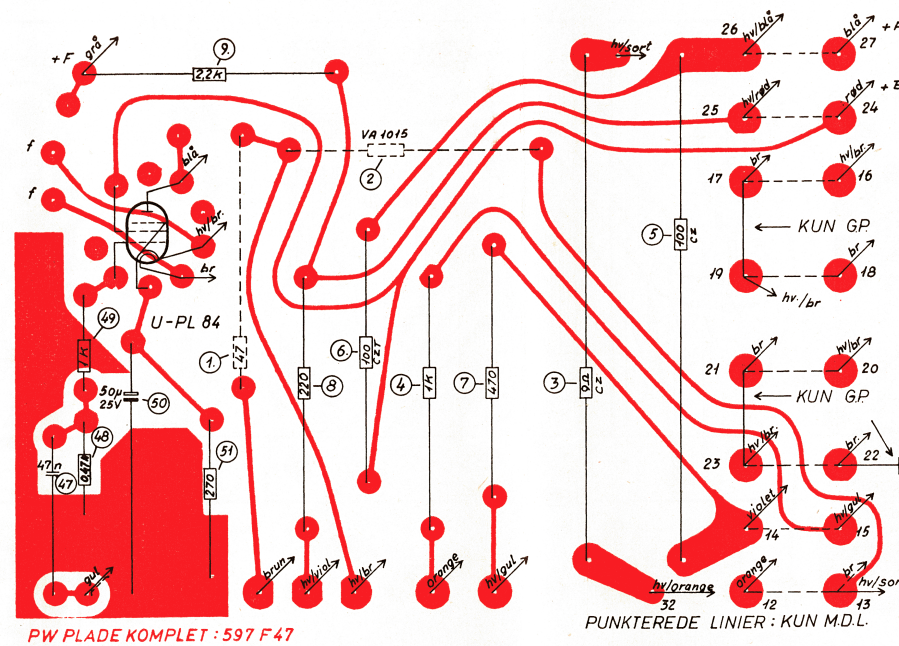 9.
26
hv/blå
blå
+F
27
+F
grå
2,2K
hv/sort
hv/rød
rød
25
24
VA 1015
f
f
2
blå
br
hv/br.
17
16
hv/br.
br
5
100
CZ
KUN G.P.
br
19
18
hv./br
49
U-PL 84
1K
1.
47
6.
100
CZT
br
hv/br
21
20
50µ
25V
50
220
8
4
1K
7
470
3
CZ
KUN G.P.
48
0,47
51
hv/br.
br.
23
22
47n
47
270
violet
hv/gul
14
15
gul
brun
hv/viol
hv/br
orange
hv/gul
hv/orange
32
orange
12
br
hv/sor
13
PW PLADE KOMPLET : 597 F47
PUNKTEREDE LINIER : KUN M.D.L.